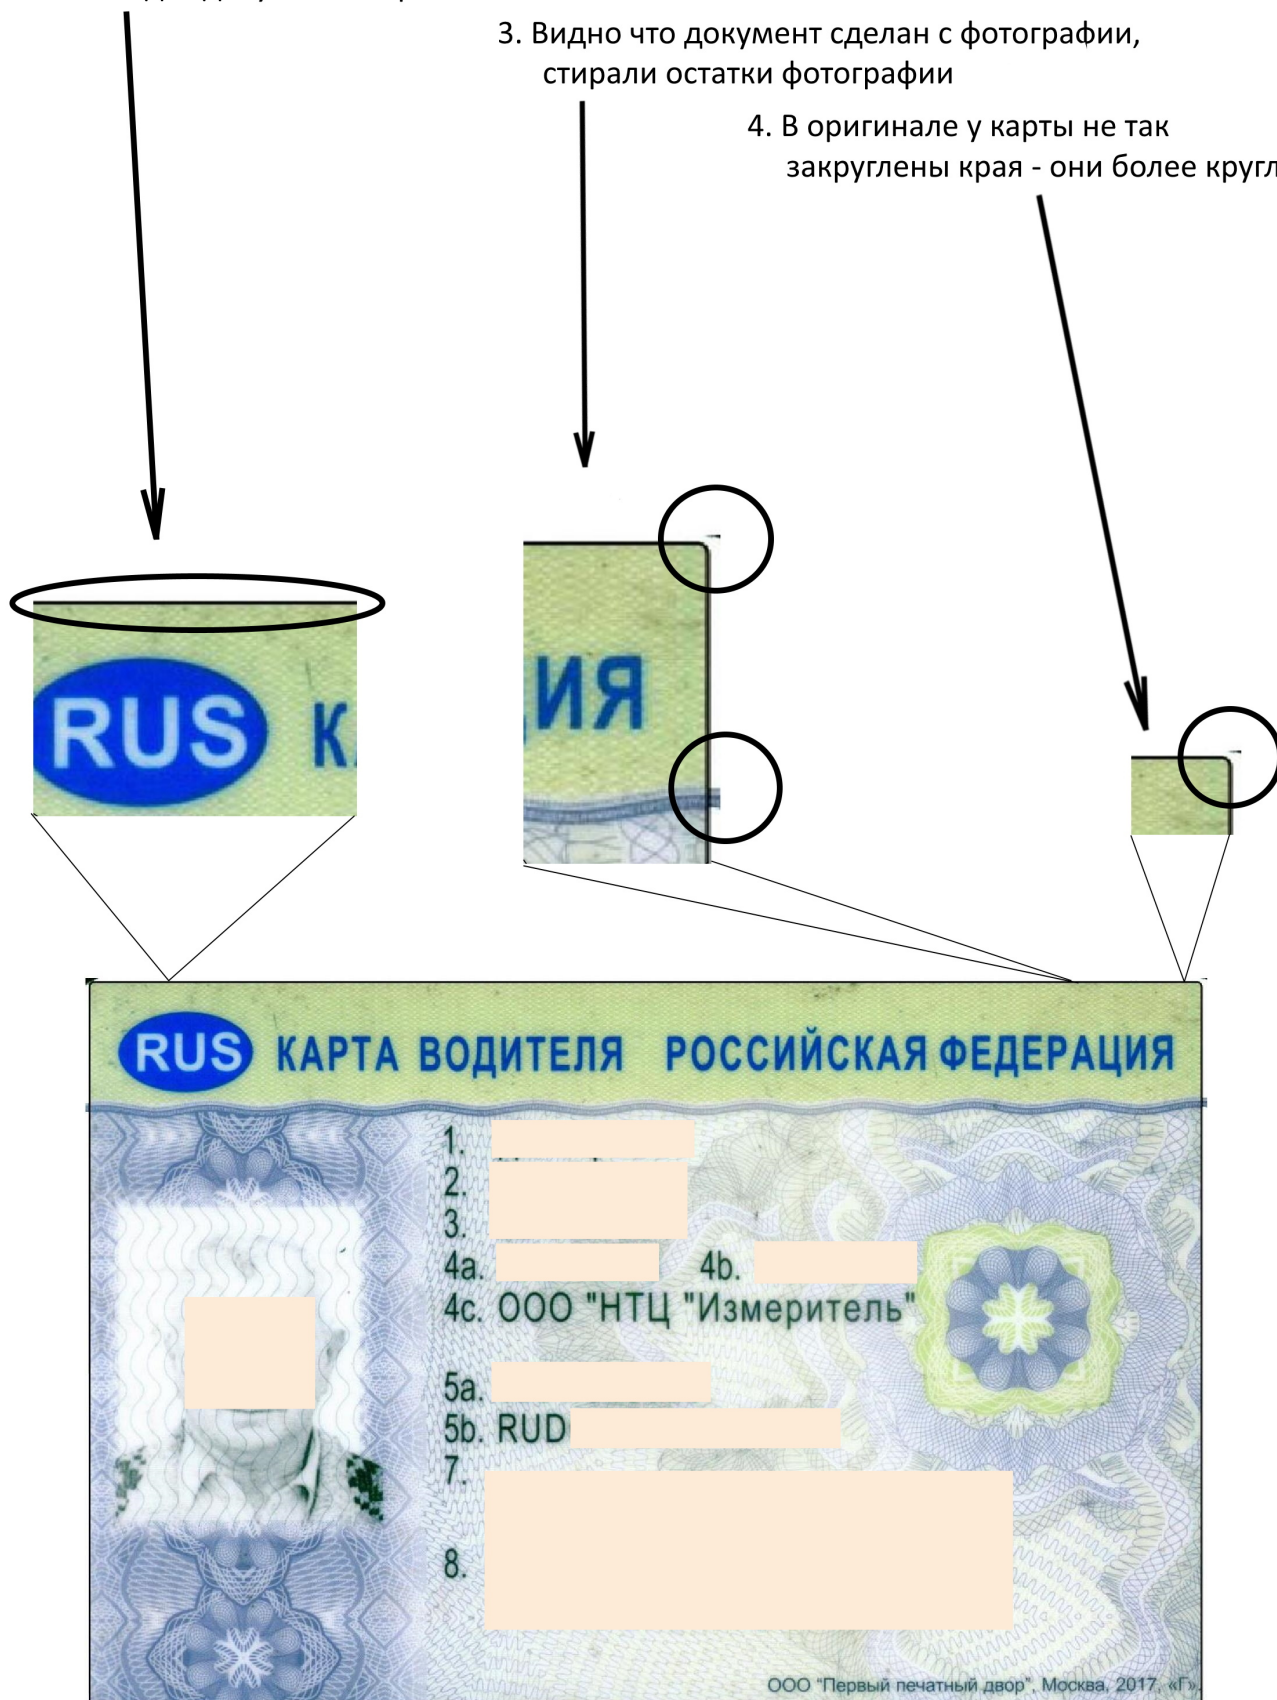 3. Видно что документ сделан с фотографии,
стирали остатки фотографии
4. В оригинале у карты не так
закруглены края - они более
RUS
ИЯ
RUS КАРТА ВОДИТЕЛЯ РОССИЙСКАЯ ФЕДЕРАЦИЯ
1.
2.
3.
4a. 4b.
4c. ООО "НТЦ "Измеритель"
5a.
5b. RUD
7.
8.
ООО "Первый печатный двор", Москва, 2017, «Г»